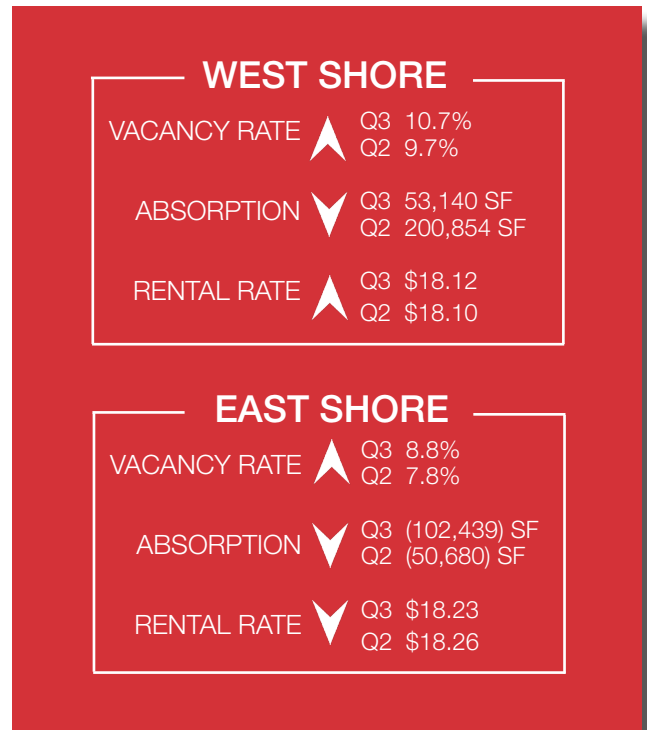 WEST SHORE
VACANCY RATE
Q3 10.7%
Q2 9.7%
ABSORPTION
Q3 53,140 SF
Q2 200,854 SF
RENTAL RATE
Q3 $18.12
Q2 $18.10
EAST SHORE
VACANCY RATE
Q3 8.8%
Q2 7.8%
ABSORPTION
Q3 (102,439) SF
Q2 (50,680) SF
RENTAL RATE
Q3 $18.23
Q2 $18.26